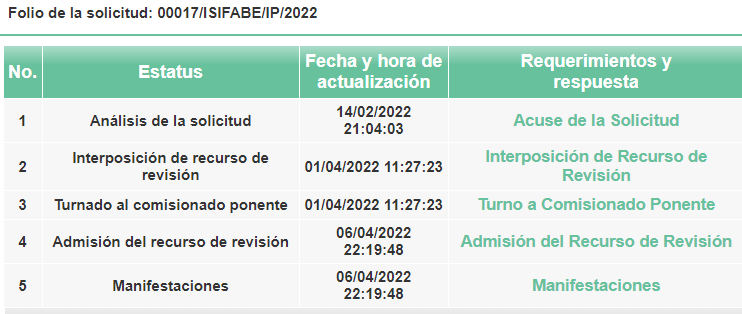 Folio de la solicitud: 00017/ISIFABE/IP/2022
No. Estatus Fecha y hora de actualización Requerimientos y respuesta
1 Análisis de la solicitud 14/02/2022 21:04:03 Acuse de la Solicitud
2 Interposición de recurso de revisión 01/04/2022 11:27:23 Interposición de Recurso de Revisión
3 Turnado al comisionado ponente 01/04/2022 11:27:23 Turno a Comisionado Ponente
4 Admisión del recurso de revisión 06/04/2022 22:19:48 Admisión del Recurso de Revisión
5 Manifestaciones 06/04/2022 22:19:48 Manifestaciones